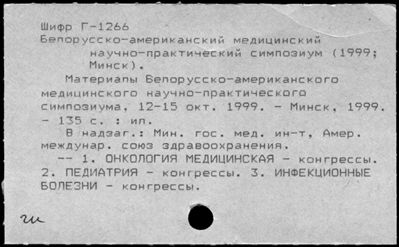 Шифр Г-1266
Белорусско-американский медицинский
научно-практический симпозиум (1999;
Минск).
Материалы Белорусско-американского
медицинского научно-практического
симпозиума, 12-15 окт. 1999. - Минск, 1999.
- 135 с. : ил.
В надзаг.: Мин. гос. мед. ин-т, Амер.
междунар. союз здравоохранения.
-- 1. ОНКОЛОГИЯ МЕДИЦИНСКАЯ - конгрессы.
2. ПЕДИАТРИЯ - конгрессы. 3. ИНФЕКЦИОННЫЕ
БОЛЕЗНИ - конгрессы.